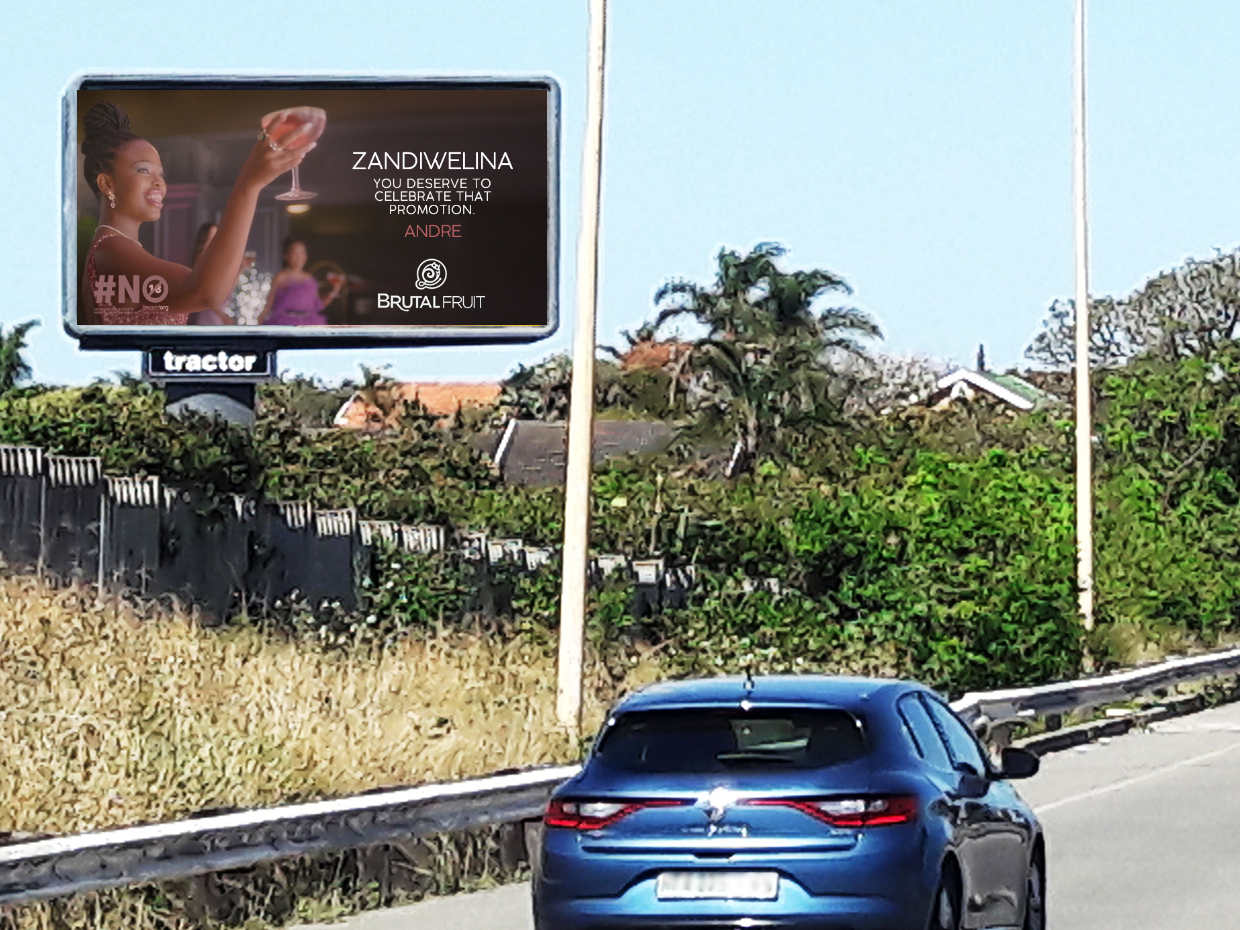 ZANDIWELINA
YOU DESERVE TO
CELEBRATE THAT
PROMOTION.
ANDRE
BRUTAL FRUIT
#NO
18
tractor